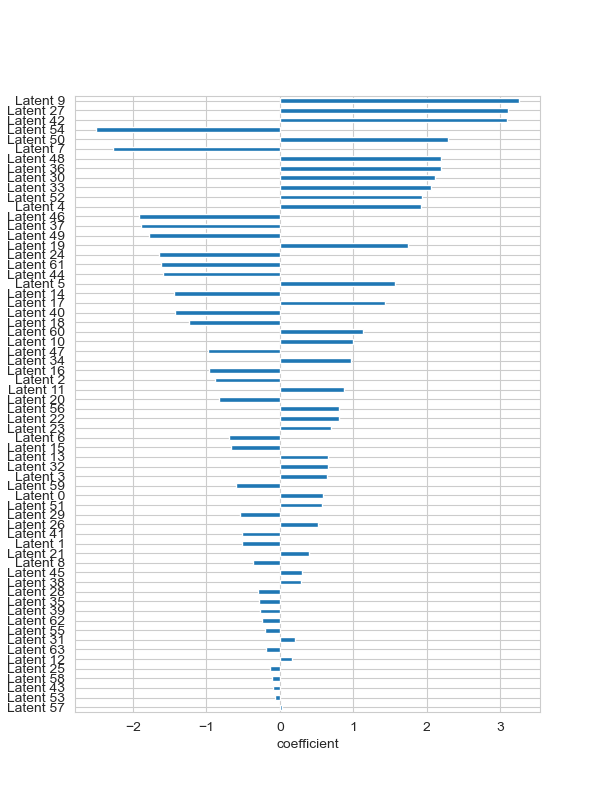 Latent 9
Latent 27
Latent 42
Latent 54
Latent 50
Latent 7
Latent 48
Latent 36
Latent 30
Latent 33
Latent 52
Latent 4
Latent 46
Latent 37
Latent 49
Latent 19
Latent 24
Latent 61
Latent 44
Latent 5
Latent 14
Latent 17
Latent 40
Latent 18
Latent 60
Latent 10
Latent 47
Latent 34
Latent 16
Latent 2
Latent 11
Latent 20
Latent 56
Latent 22
Latent 23
Latent 6
Latent 15
Latent 13
Latent 32
Latent 3
Latent 59
Latent 0
Latent 51
Latent 29
Latent 26
Latent 41
Latent 1
Latent 21
Latent 8
Latent 45
Latent 38
Latent 28
Latent 35
Latent 39
Latent 62
Latent 55
Latent 31
Latent 63
Latent 12
Latent 25
Latent 58
Latent 43
Latent 53
Latent 57
−2 −1 0 1 2 3
coefficient